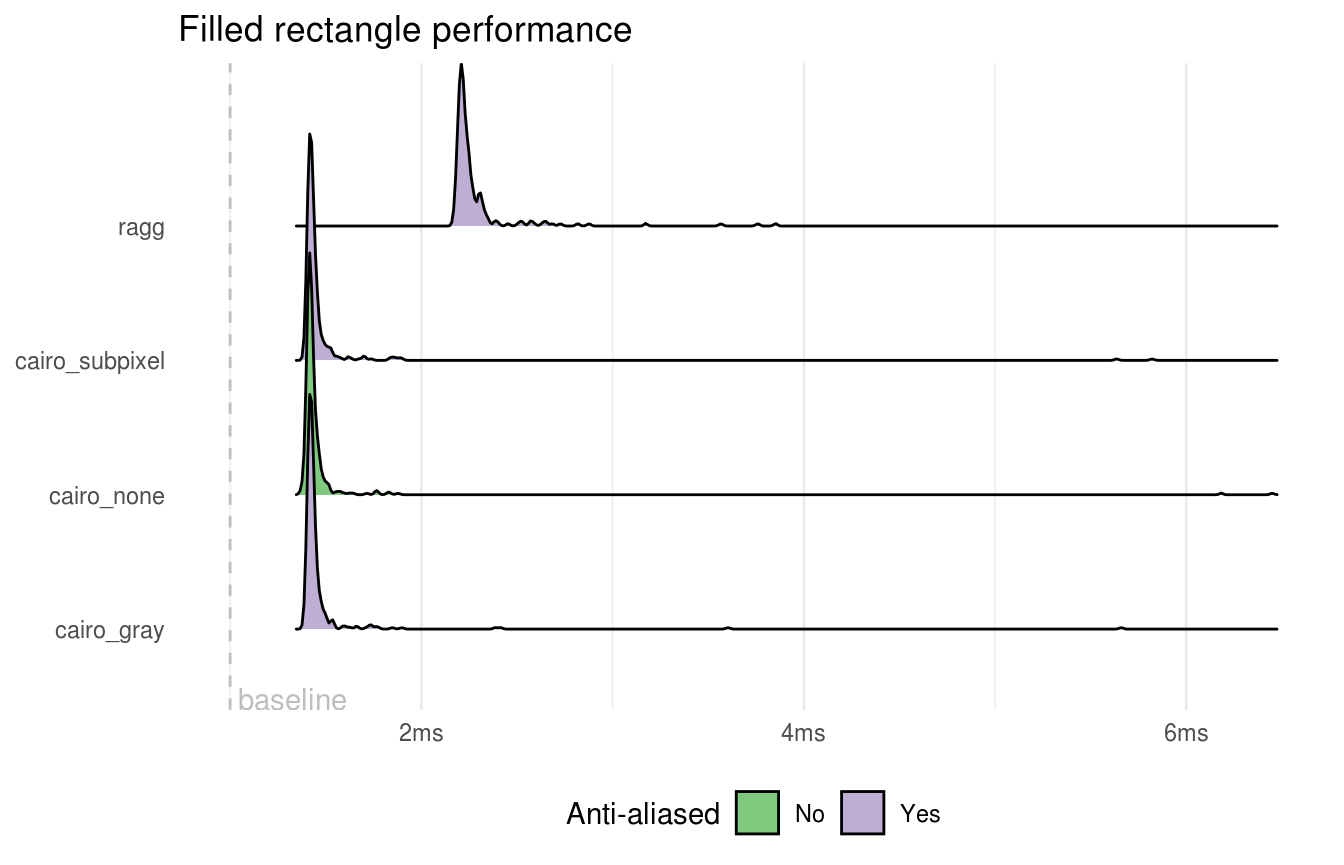 Filled rectangle performance
ragg
cairo_subpixel
cairo_none
cairo_gray
baseline
2ms 4ms 6ms
Anti-aliased No Yes